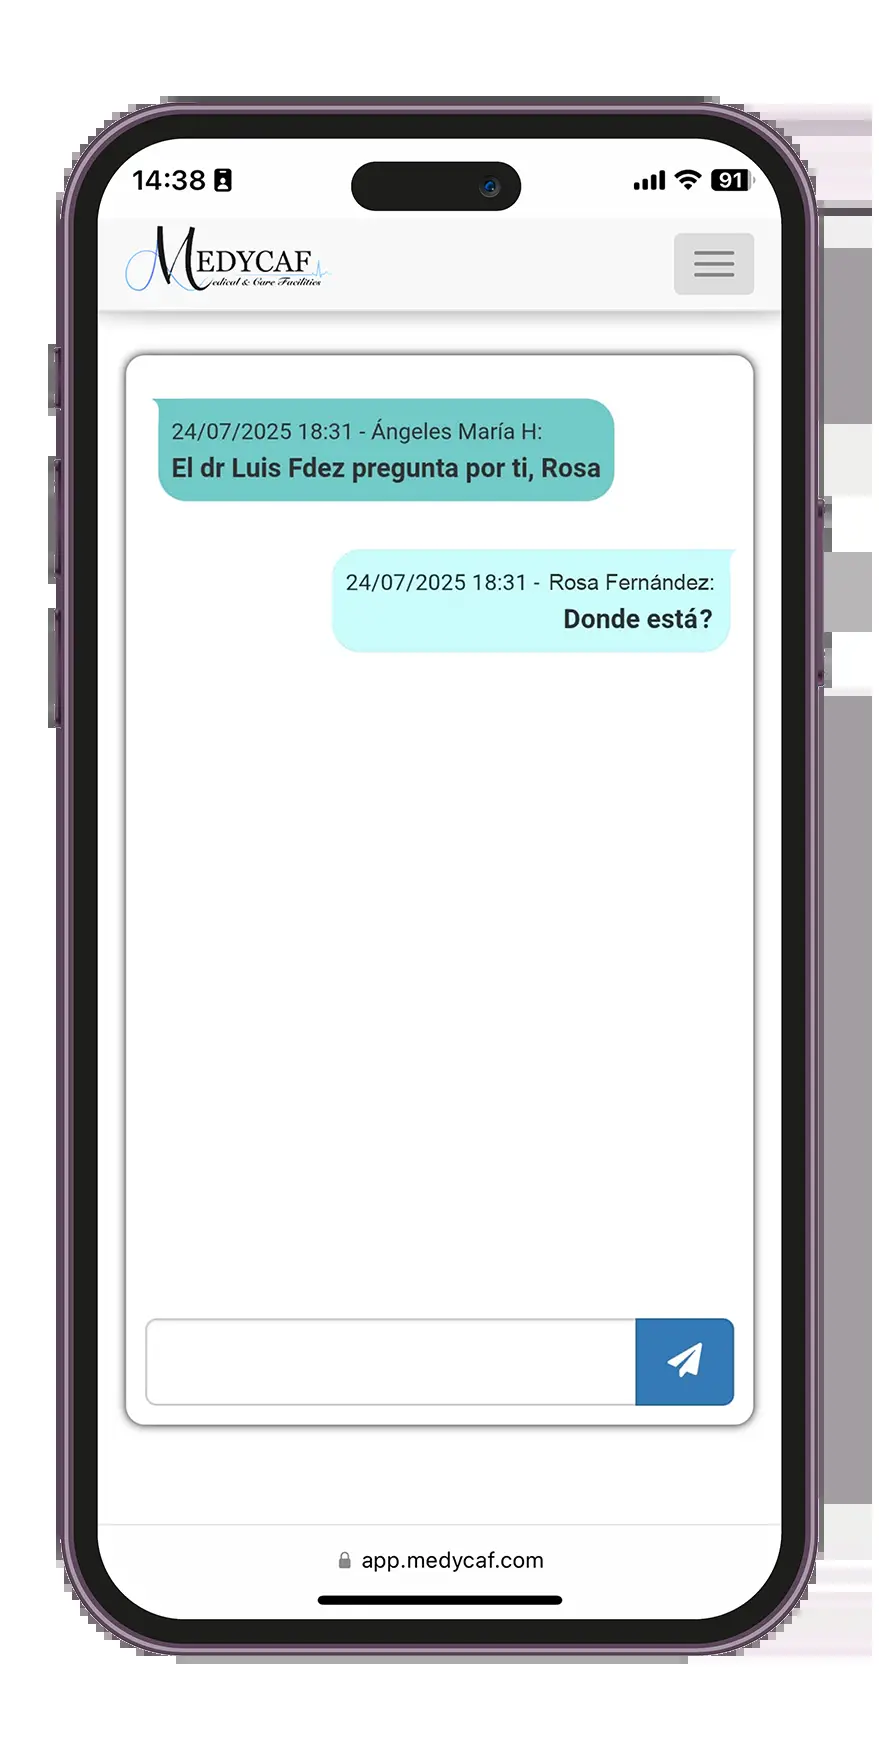 14:38
91
MEDYCAF
Medical & Care Facilities
24/07/2025 18:31 - Ángeles María H:
El dr Luis Fdez pregunta por ti, Rosa
24/07/2025 18:31 - Rosa Fernández:
Donde está?
app.medycaf.com